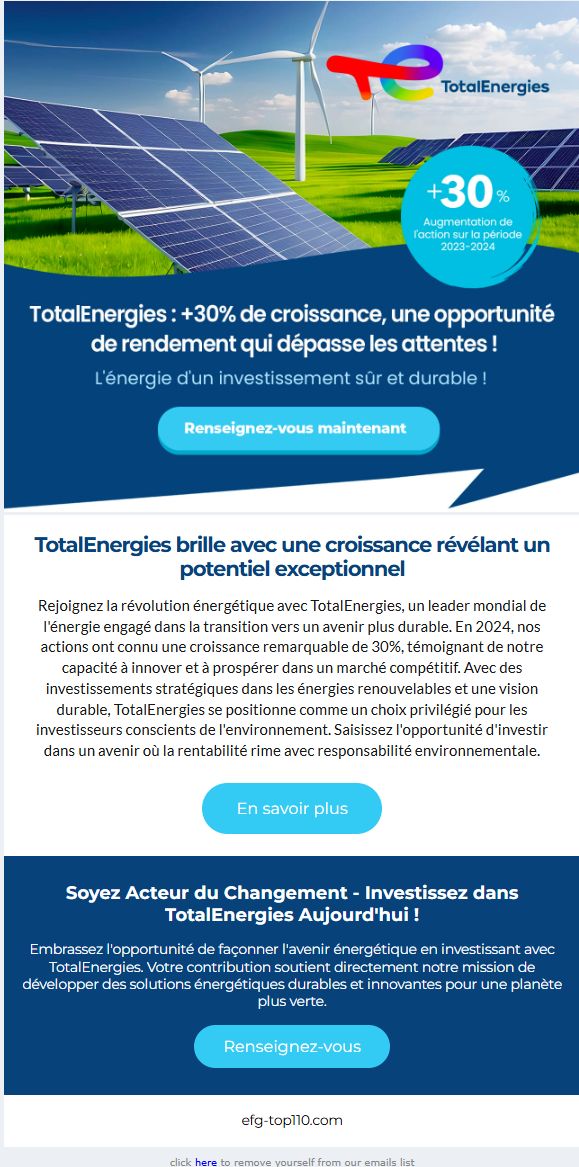 TotalEnergies
+30%
Augmentation de
l'action sur la période
2023-2024
TotalEnergies : +30% de croissance, une opportunité
de rendement qui dépasse les attentes !
L'énergie d'un investissement sûr et durable !
Renseignez-vous maintenant
TotalEnergies brille avec une croissance révélant un
potentiel exceptionnel
Rejoignez la révolution énergétique avec TotalEnergies, un leader mondial de
l'énergie engagé dans la transition vers un avenir plus durable. En 2024, nos
actions ont connu une croissance remarquable de 30%, témoignant de notre
capacité à innover et à prospérer dans un marché compétitif. Avec des
investissements stratégiques dans les énergies renouvelables et une vision
durable, TotalEnergies se positionne comme un choix privilégié pour les
investisseurs conscients de l'environnement. Saisissez l'opportunité d'investir
dans un avenir où la rentabilité rime avec responsabilité environnementale.
En savoir plus
Soyez Acteur du Changement - Investissez dans
TotalEnergies Aujourd'hui !
Embrassez l'opportunité de façonner l'avenir énergétique en investissant avec
TotalEnergies. Votre contribution soutient directement notre mission de
développer des solutions énergétiques durables et innovantes pour une planète
plus verte.
Renseignez-vous
efg-top110.com
click here to remove yourself from our emails list